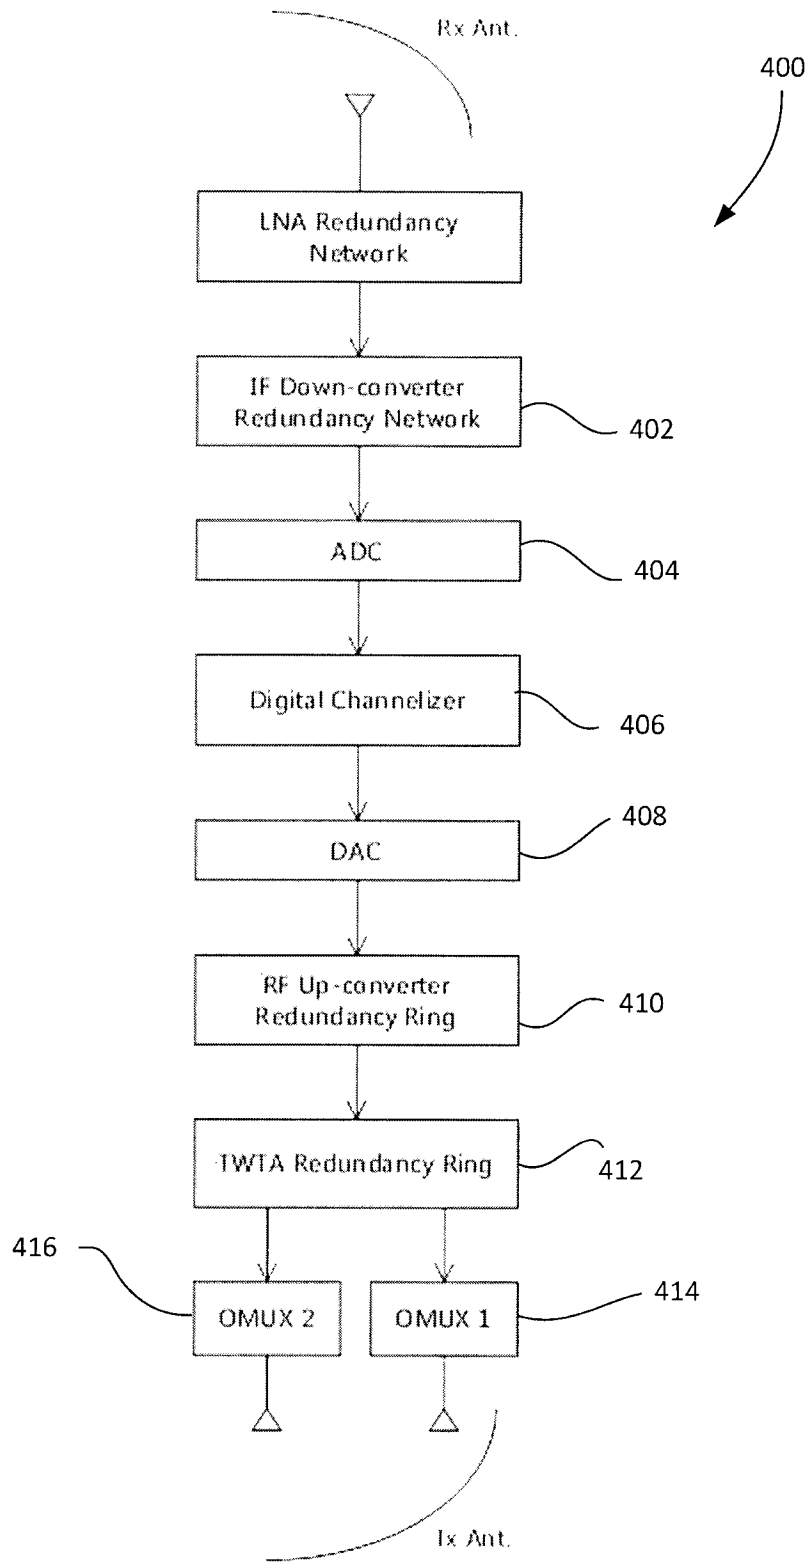 Rx Ant.
400
LNA Redundancy
Network
IF Down-converter
Redundancy Network
402
ADC
404
Digital Channelizer
406
408
DAC
RF Up-converter
Redundancy Ring
410
TWTA Redundancy Ring
412
416
OMUX 2
OMUX 1
414
Tx Ant.